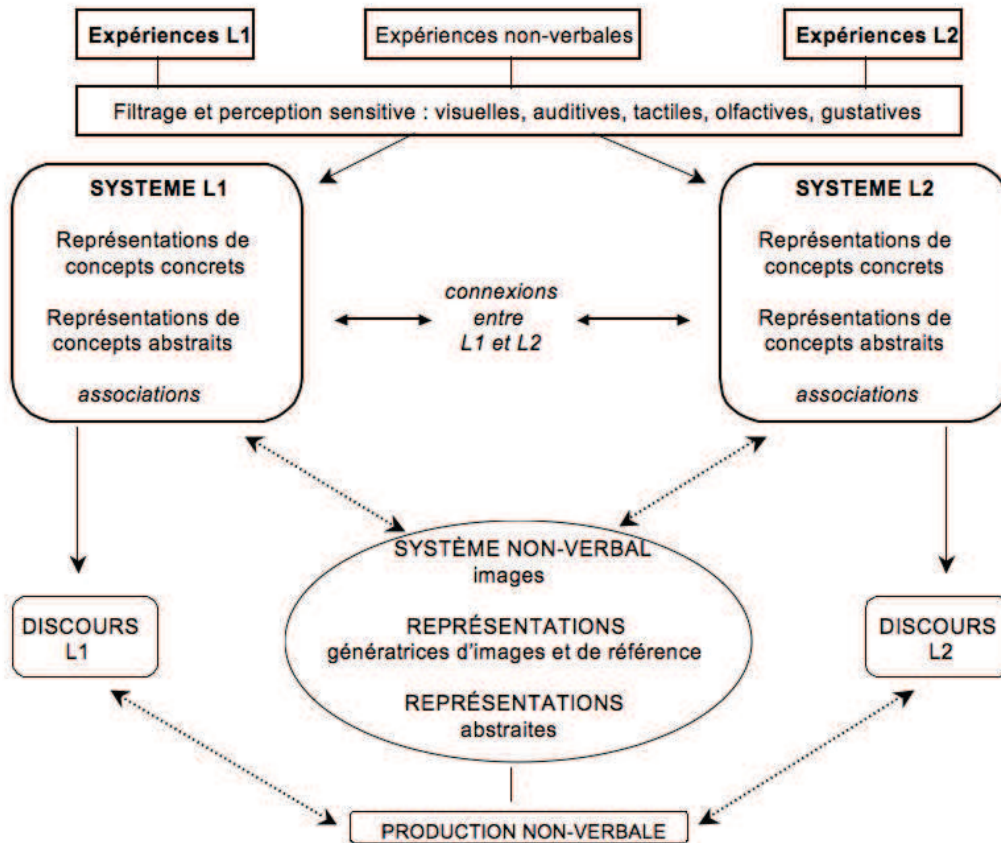 Expériences L1
Expériences non-verbales
Expériences L2
Filtrage et perception sensitive : visuelles, auditives, tactiles, olfactives, gustatives
SYSTEME L1
Représentations de
concepts concrets
Représentations de
concepts abstraits
associations
connexions
entre
L1 et L2
SYSTEME L2
Représentations de
concepts concrets
Représentations de
concepts abstraits
associations
SYSTÈME NON-VERBAL
images
REPRÉSENTATIONS
génératrices d'images et de référence
REPRÉSENTATIONS
abstraites
DISCOURS
L1
DISCOURS
L2
PRODUCTION NON-VERBALE